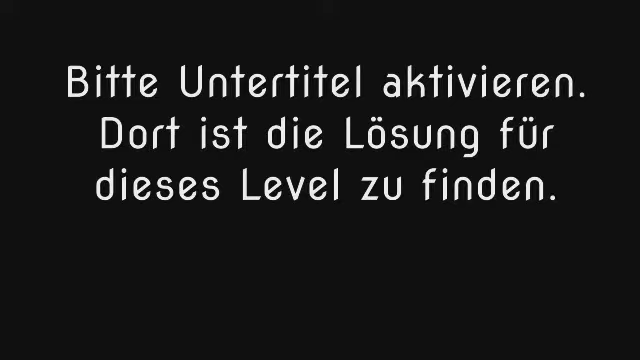 Bitte Untertitel aktivieren.
Dort ist die Lösung für
dieses Level zu finden.